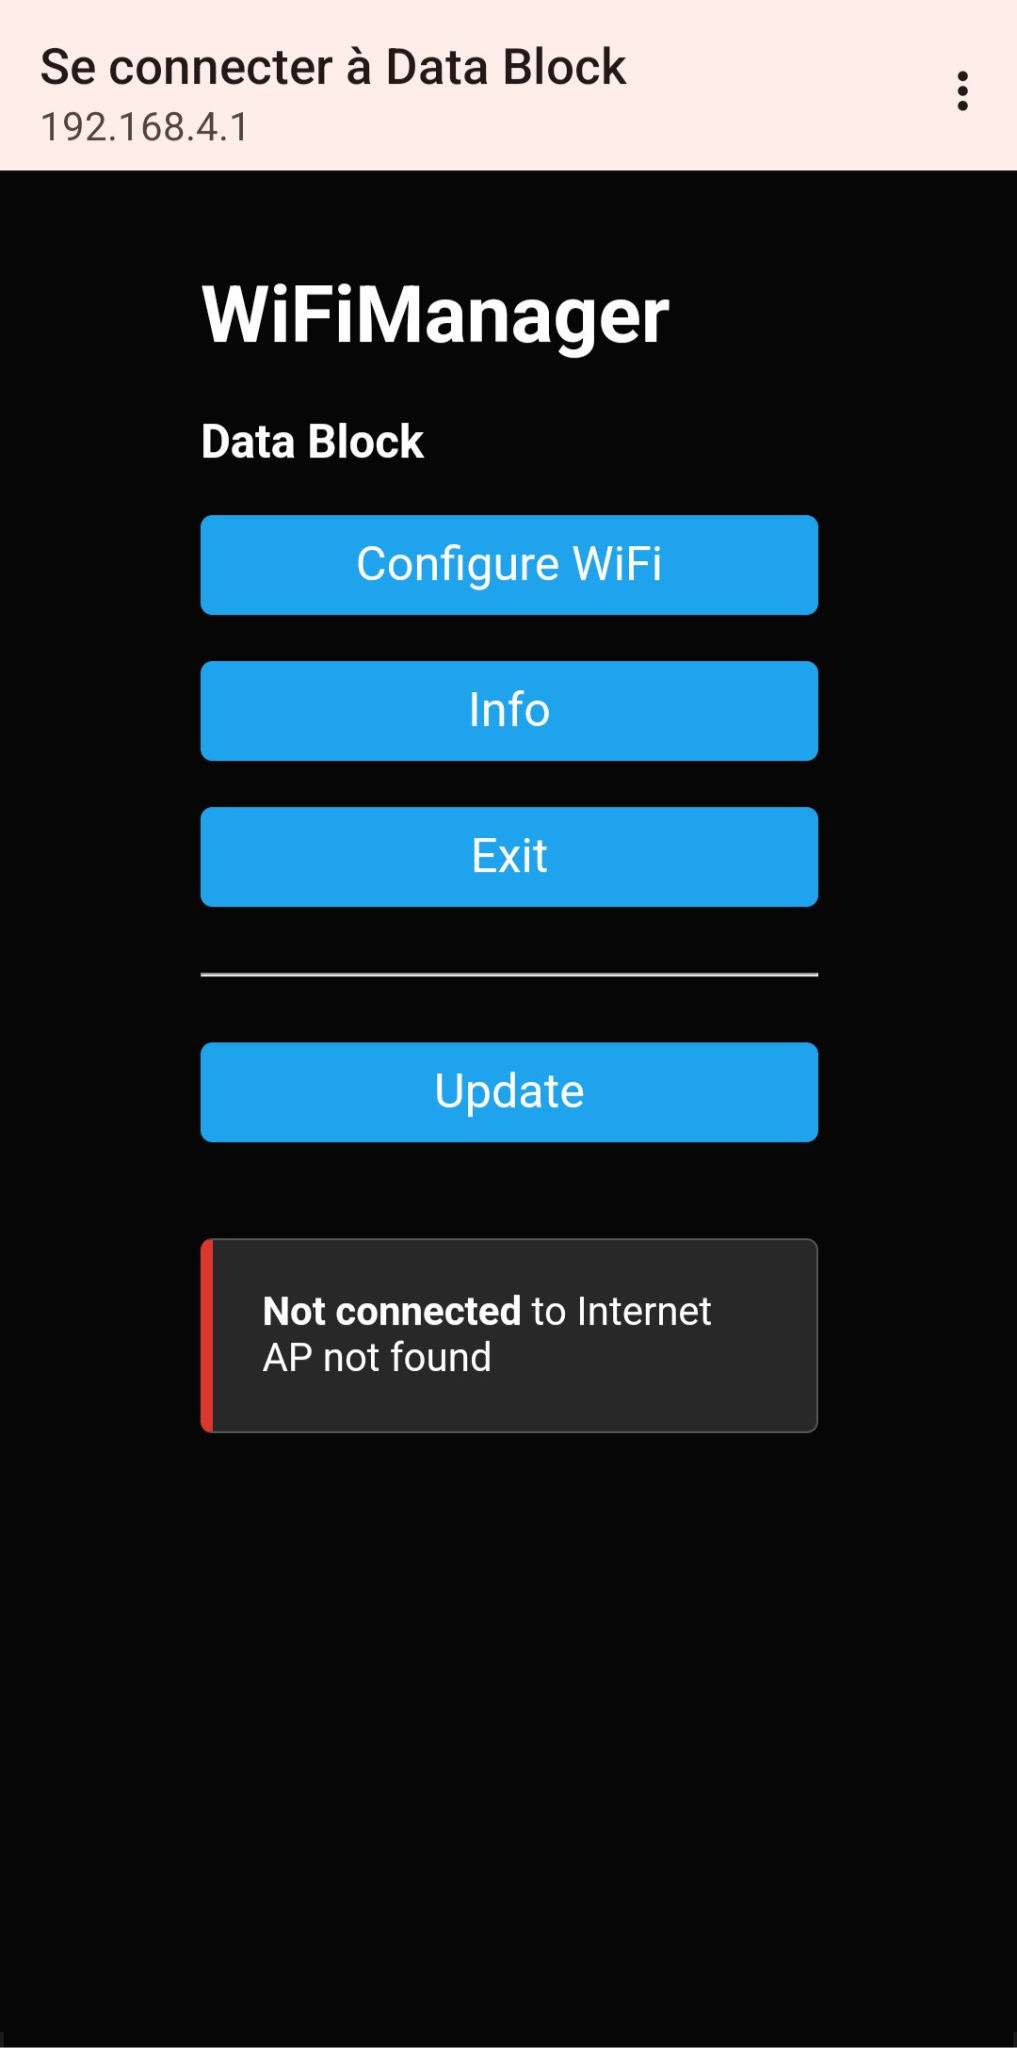 Se connecter à Data Block
192.168.4.1
WiFiManager
Data Block
Configure WiFi
Info
Exit
Update
Not connected to Internet
AP not found